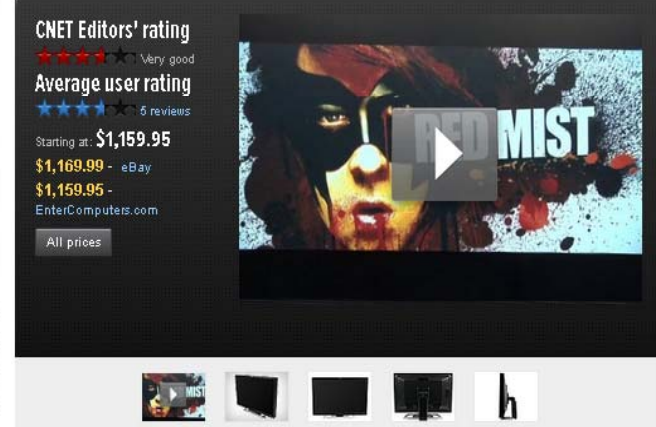 CNET Editors' rating
Very good
Average user rating
5 reviews
Starting at: $1,159.95
$1,169.99 - eBay
$1,159.95 -
EnterComputers.com
All prices
RED MIST
MIST